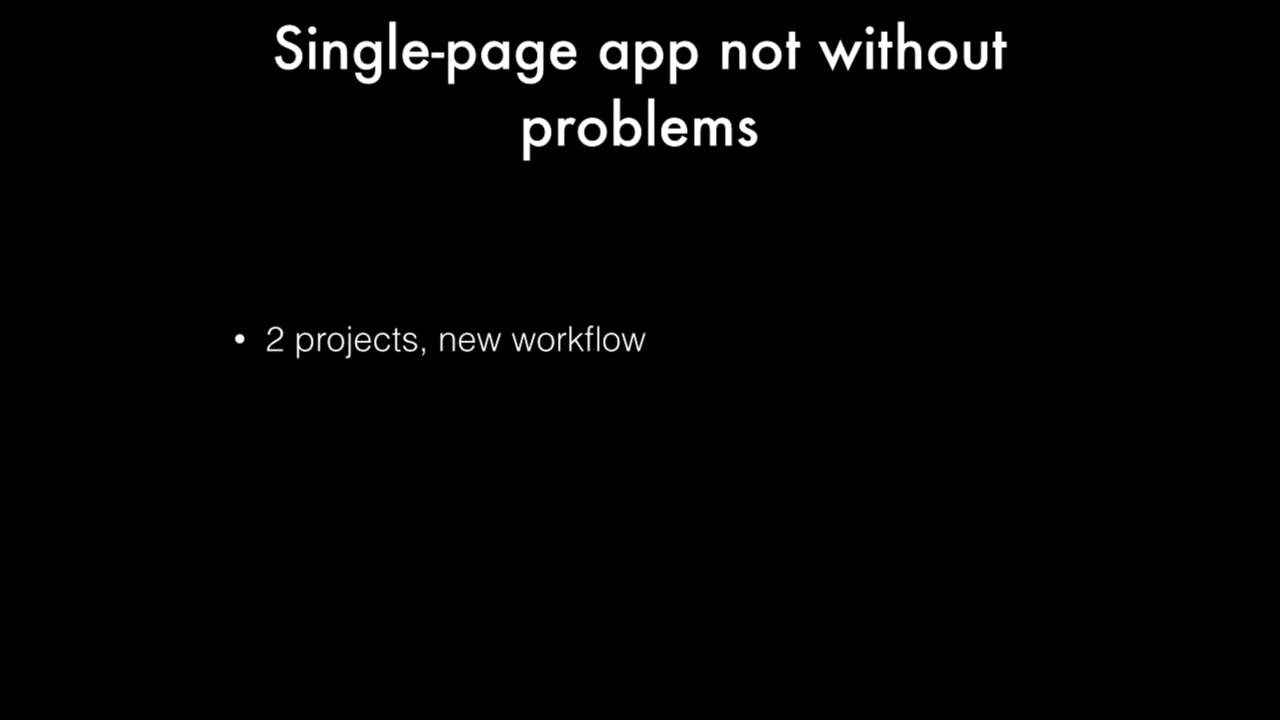 Single-page app not without
problems
• 2 projects, new workflow